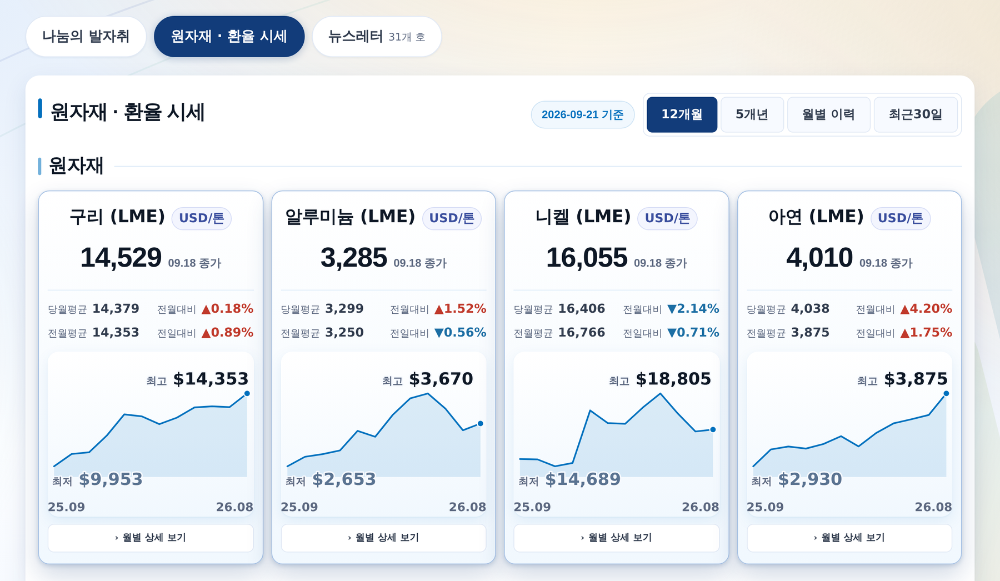 나눔의 발자취
원자재 · 환율 시세
뉴스레터 31개 호
원자재 · 환율 시세
2026-09-21 기준
12개월
5개년
월별 이력
최근30일
원자재
구리 (LME) USD/톤
14,529 09.18 종가
당월평균 14,379 전월대비 ▲0.18%
전월평균 14,353 전일대비 ▲0.89%
최고 $14,353
최저 $9,953
25.09 26.08
› 월별 상세 보기
알루미늄 (LME) USD/톤
3,285 09.18 종가
당월평균 3,299 전월대비 ▲1.52%
전월평균 3,250 전일대비 ▼0.56%
최고 $3,670
최저 $2,653
25.09 26.08
› 월별 상세 보기
니켈 (LME) USD/톤
16,055 09.18 종가
당월평균 16,406 전월대비 ▼2.14%
전월평균 16,766 전일대비 ▼0.71%
최고 $18,805
최저 $14,689
25.09 26.08
› 월별 상세 보기
아연 (LME) USD/톤
4,010 09.18 종가
당월평균 4,038 전월대비 ▲4.20%
전월평균 3,875 전일대비 ▲1.75%
최고 $3,875
최저 $2,930
25.09 26.08
› 월별 상세 보기